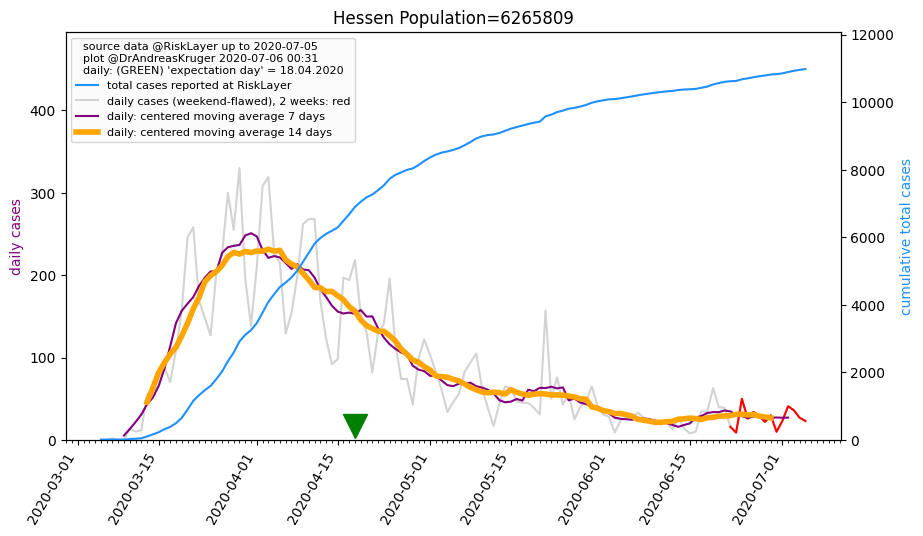 Hessen Population=6265809
source data @RiskLayer up to 2020-07-05
plot @DrAndreasKruger 2020-07-06 00:31
daily: (GREEN) 'expectation day' = 18.04.2020
total cases reported at RiskLayer
daily cases (weekend-flawed), 2 weeks: red
daily: centered moving average 7 days
daily: centered moving average 14 days
daily cases
400
300
200
100
0
cumulative total cases
12000
10000
8000
6000
4000
2000
0
2020-03-01
2020-03-15
2020-04-01
2020-04-15
2020-05-01
2020-05-15
2020-06-01
2020-06-15
2020-07-01